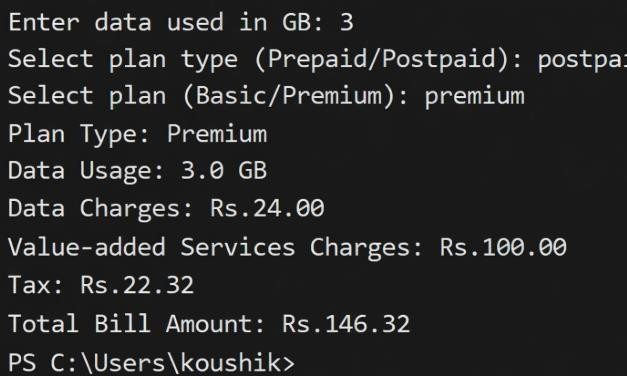 Enter data used in GB: 3
Select plan type (Prepaid/Postpaid):
Select plan (Basic/Premium): premium
Plan Type: Premium
Data Usage: 3.0 GB
Data Charges: Rs.24.00
Value-added Services Charges: Rs.100.00
Tax: Rs.22.32
Total Bill Amount: Rs.146.32
PS C:\Users\koushik>